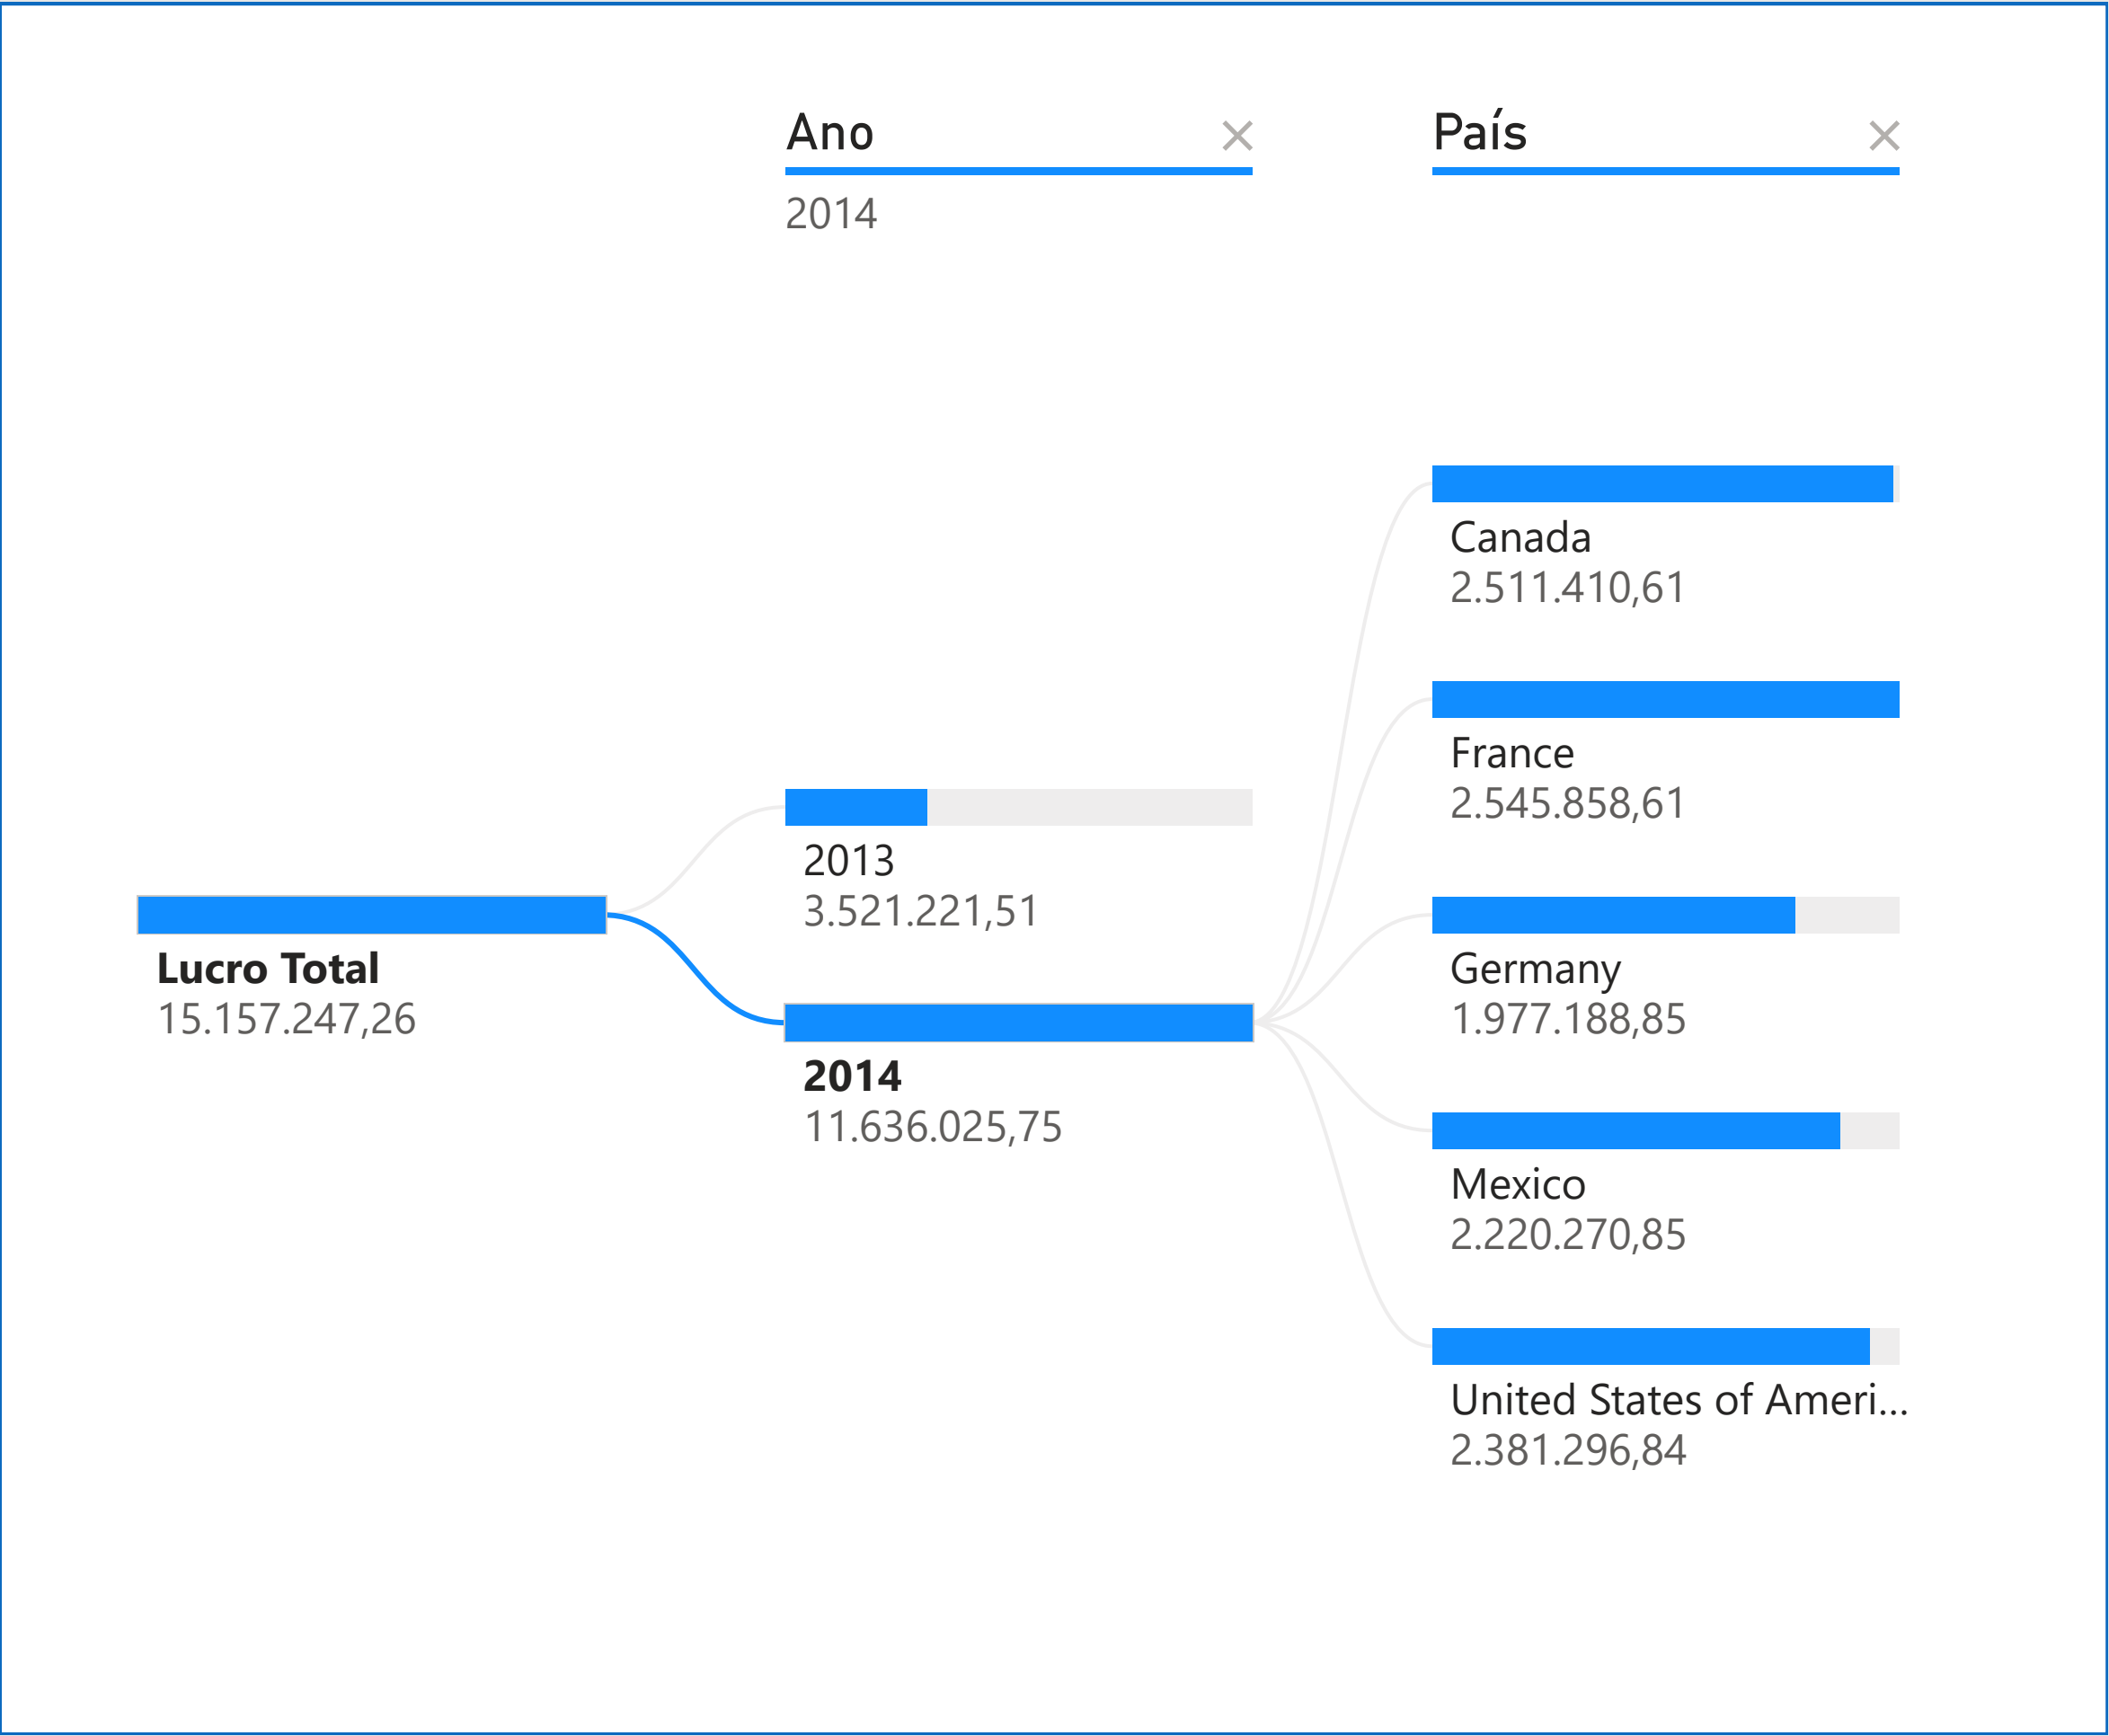 Ano
2014
País
Lucro Total
15.157.247,26
2013
3.521.221,51
2014
11.636.025,75
Canada
2.511.410,61
France
2.545.858,61
Germany
1.977.188,85
Mexico
2.220.270,85
United States of Ameri...
2.381.296,84